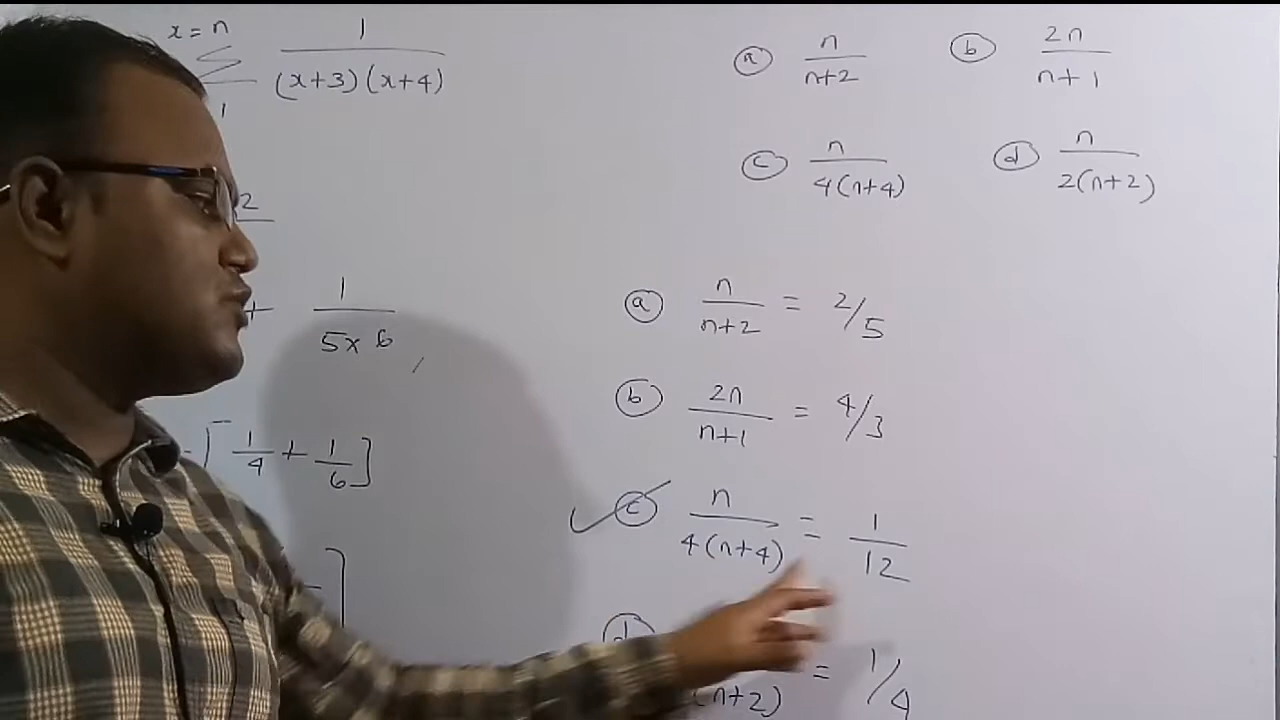 x = n
∑ 1/((x+3)(x+4))
1
ⓐ n/(n+2) ⓑ 2n/(n+1)
ⓒ n/(4(n+4)) ⓓ n/(2(n+2))
2
+ 1/(5×6) ,
[1/4 + 1/6]
ⓐ n/(n+2) = 2/5
ⓑ 2n/(n+1) = 4/3
✓ⓒ n/(4(n+4)) = 1/12
ⓓ (n+2) = 1/4